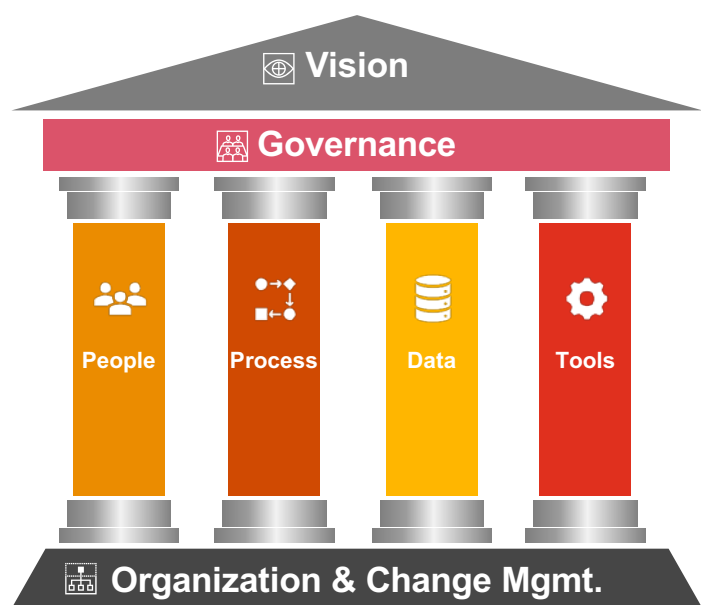 Vision
Governance
People
Process
Data
Tools
Organization & Change Mgmt.